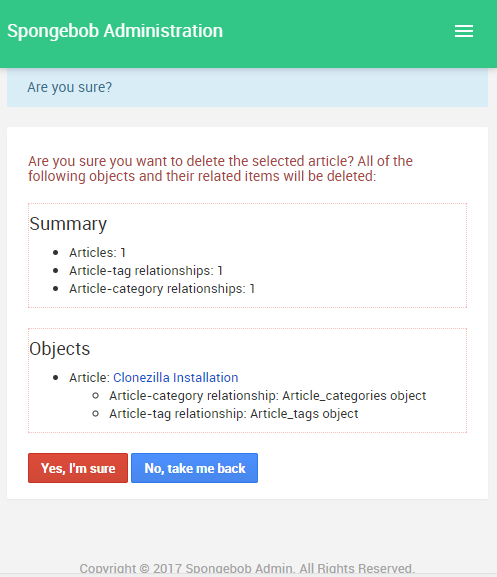 Spongebob Administration
Are you sure?
Are you sure you want to delete the selected article? All of the
following objects and their related items will be deleted:
Summary
Articles: 1
Article-tag relationships: 1
Article-category relationships: 1
Objects
Article: Clonezilla Installation
Article-category relationship: Article_categories object
Article-tag relationship: Article_tags object
Yes, I'm sure No, take me back
Copyright © 2017 Spongebob Admin. All Rights Reserved.